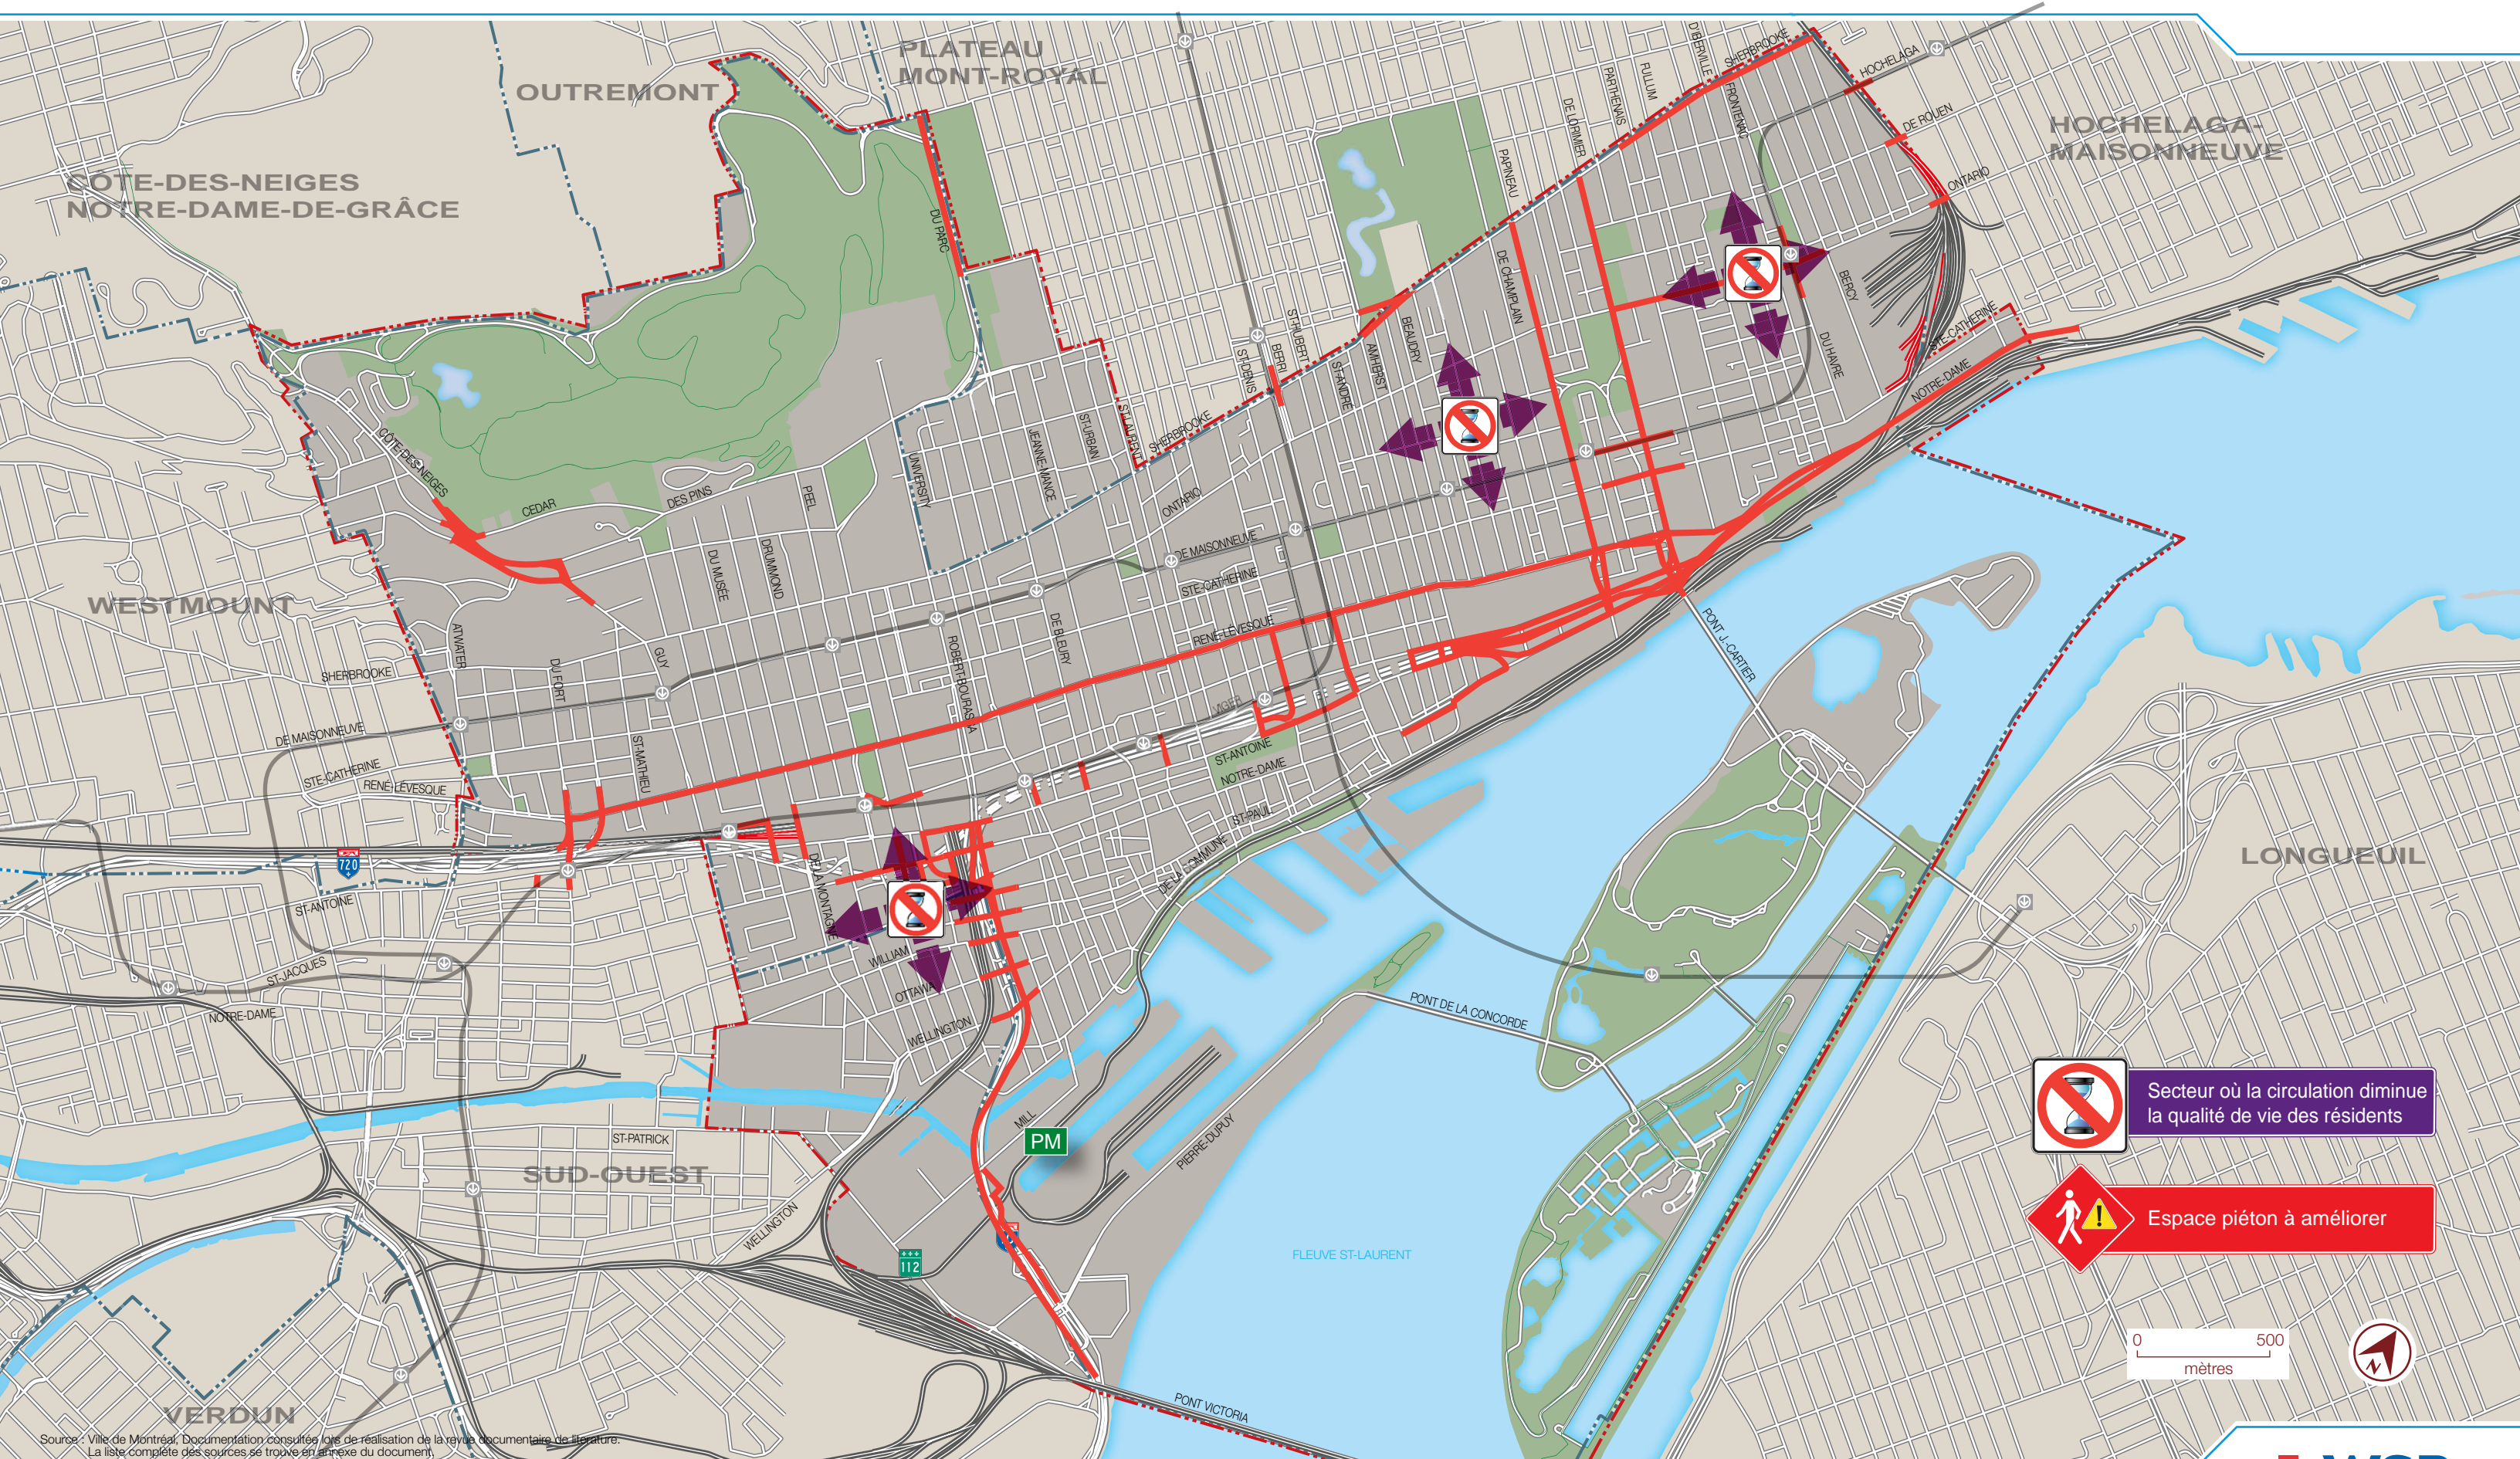 PLATEAU
MONT-ROYAL
OUTREMONT
CÔTE-DES-NEIGES
NOTRE-DAME-DE-GRÂCE
HOCHELAGA-
MAISONNEUVE
WESTMOUNT
LONGUEUIL
SUD-OUEST
VERDUN
D'IBERVILLE
SHERBROOKE
HOCHELAGA
FULLUM
PARTHENAIS
FRONTENAC
DE LORIMIER
DE ROUEN
ONTARIO
PAPINEAU
DU PARC
DE CHAMPLAIN
BERCY
STE-CATHERINE
DU HAVRE
NOTRE-DAME
BEAUDRY
AMHERST
ST-HUBERT
BERRI
ST-DENIS
ST-ANDRÉ
SHERBROOKE
ST-LAURENT
ST-URBAIN
JEANNE-MANCE
UNIVERSITY
ONTARIO
CÔTE-DES-NEIGES
CEDAR
DES PINS
PEEL
DU MUSÉE
DRUMMOND
DE MAISONNEUVE
STE-CATHERINE
RENÉ-LÉVESQUE
DE BLEURY
ROBERT-BOURASSA
PONT J.-CARTIER
ATWATER
DU FORT
GUY
SHERBROOKE
ST-MATHIEU
DE MAISONNEUVE
STE-CATHERINE
RENÉ-LÉVESQUE
VIGER
ST-ANTOINE
NOTRE-DAME
ST-PAUL
DE LA COMMUNE
720
ST-ANTOINE
DE LA MONTAGNE
WILLIAM
OTTAWA
WELLINGTON
ST-JACQUES
NOTRE-DAME
PONT DE LA CONCORDE
MILL
PM
PIERRE-DUPUY
ST-PATRICK
WELLINGTON
112
FLEUVE ST-LAURENT
PONT VICTORIA
Secteur où la circulation diminue
la qualité de vie des résidents
Espace piéton à améliorer
0 500
mètres
N
Source : Ville de Montréal, Documentation consultée lors de réalisation de la revue documentaire de literature.
La liste complète des sources se trouve en annexe du document.